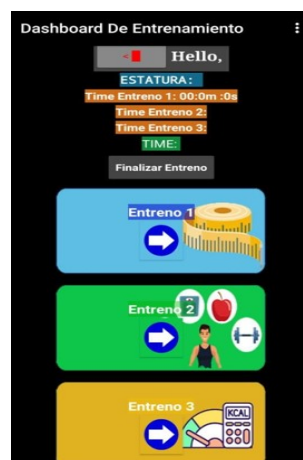 Dashboard De Entrenamiento
< Hello,
ESTATURA:
Time Entreno 1: 00:0m :0s
Time Entreno 2:
Time Entreno 3:
TIME:
Finalizar Entreno
Entreno 1
Entreno 2
Entreno 3
KCAL